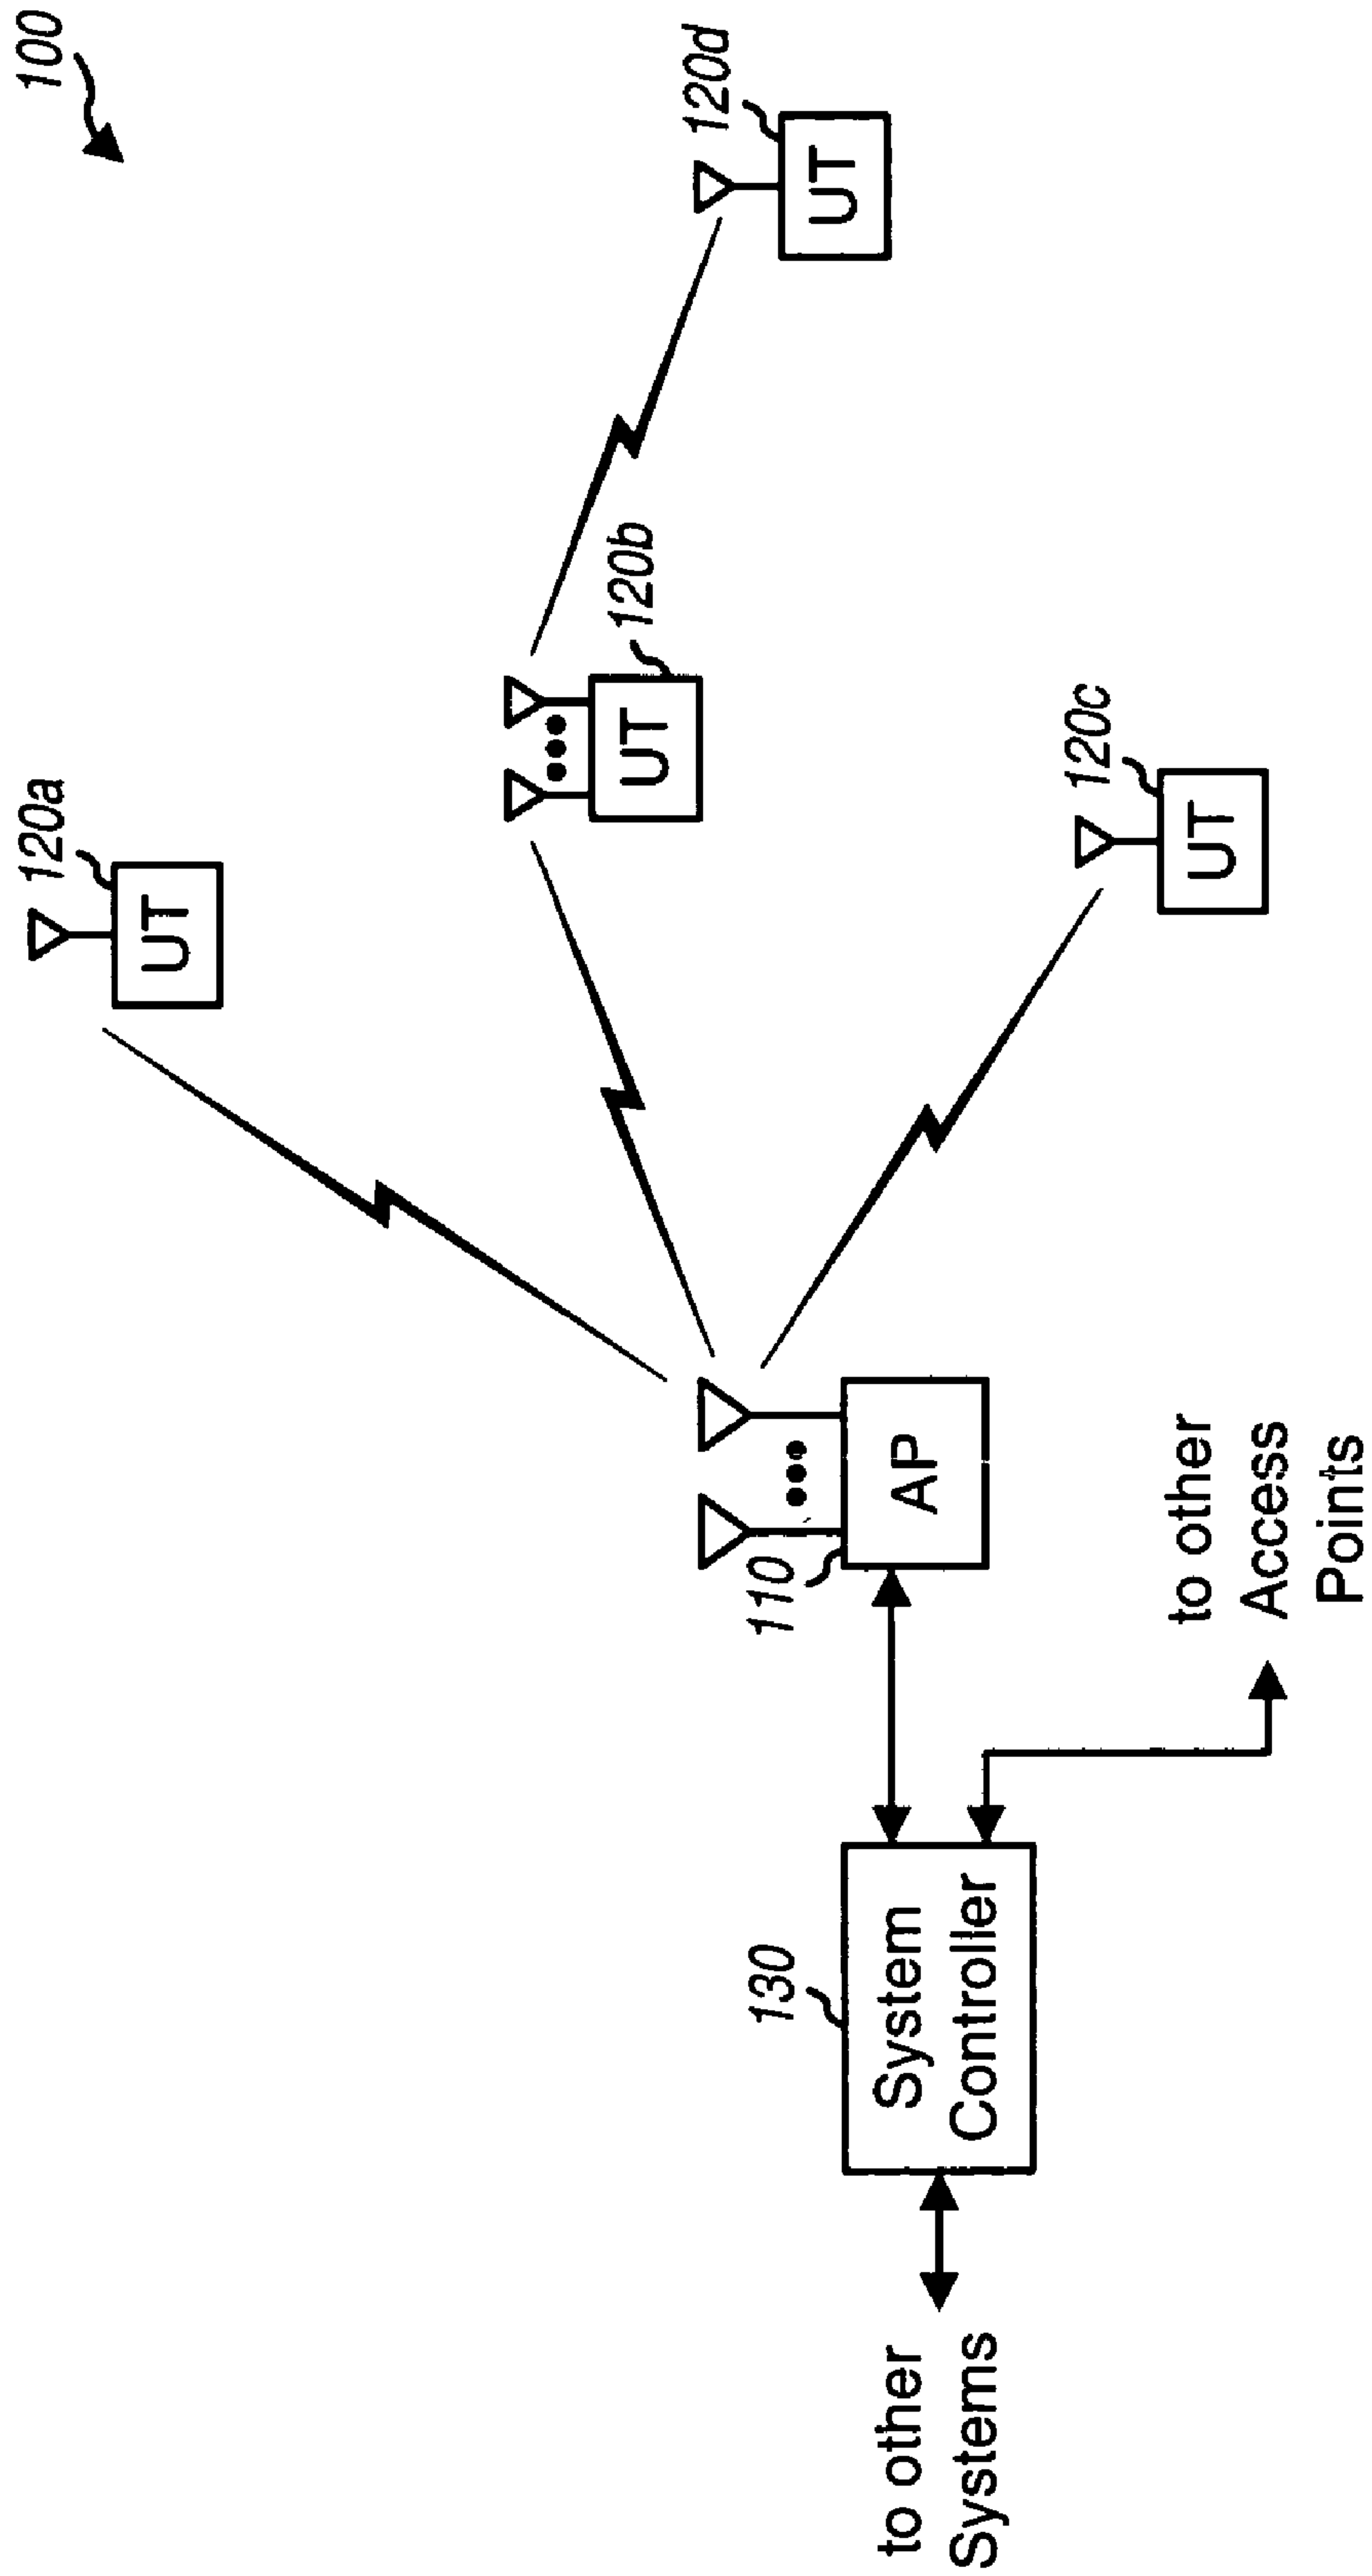 100
120a
UT
120b
UT
120d
UT
120c
UT
110
AP
130
System
Controller
to other
Systems
to other
Access
Points